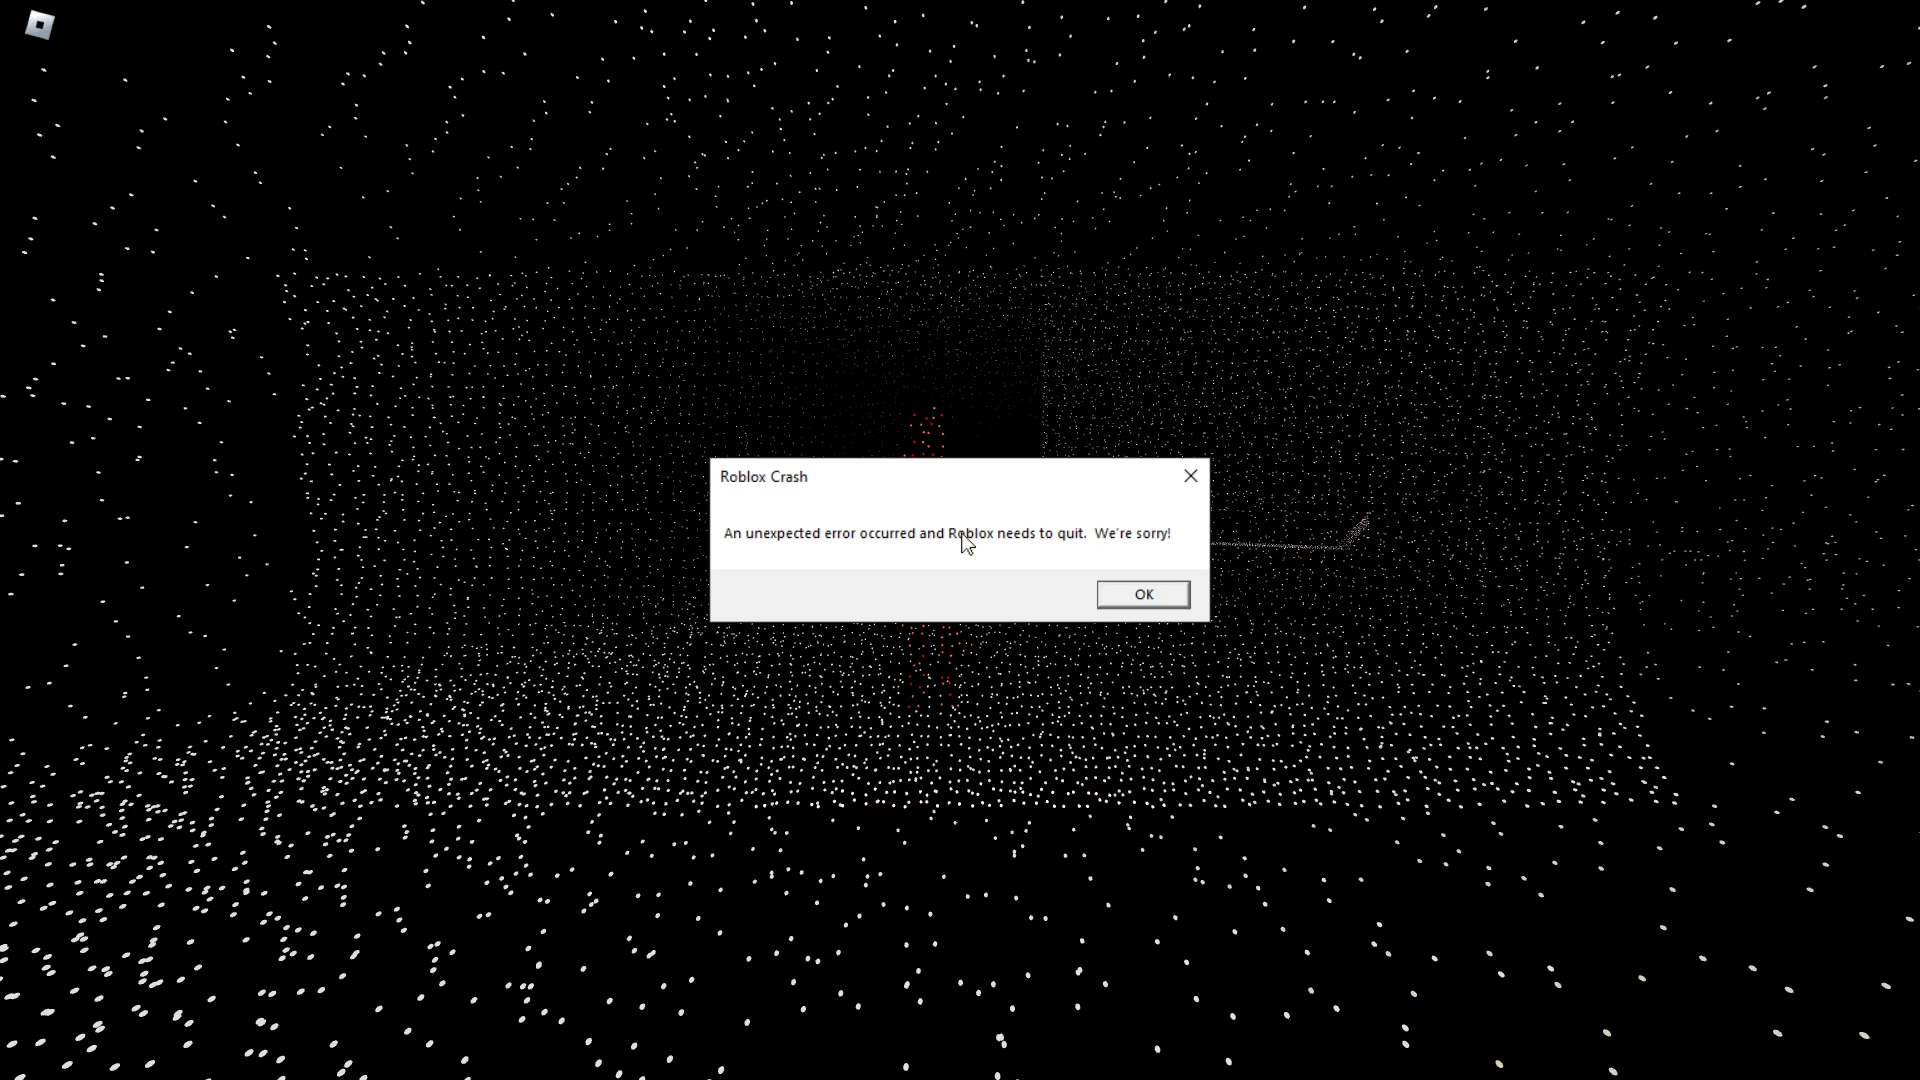 Roblox Crash
An unexpected error occurred and Roblox needs to quit.  We're sorry!
OK